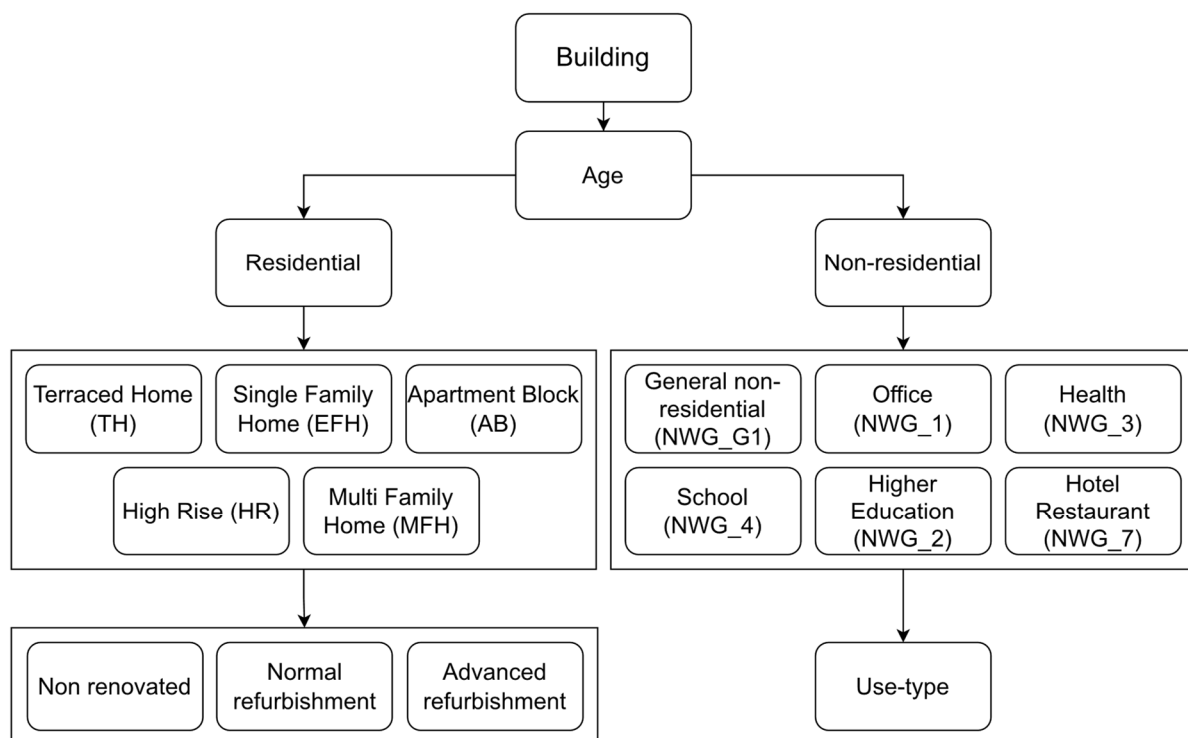 Building
Age
Residential
Non-residential
Terraced Home
(TH)
Single Family
Home (EFH)
Apartment Block
(AB)
High Rise (HR)
Multi Family
Home (MFH)
General non-
residential
(NWG_G1)
Office
(NWG_1)
Health
(NWG_3)
School
(NWG_4)
Higher
Education
(NWG_2)
Hotel
Restaurant
(NWG_7)
Non renovated
Normal
refurbishment
Advanced
refurbishment
Use-type